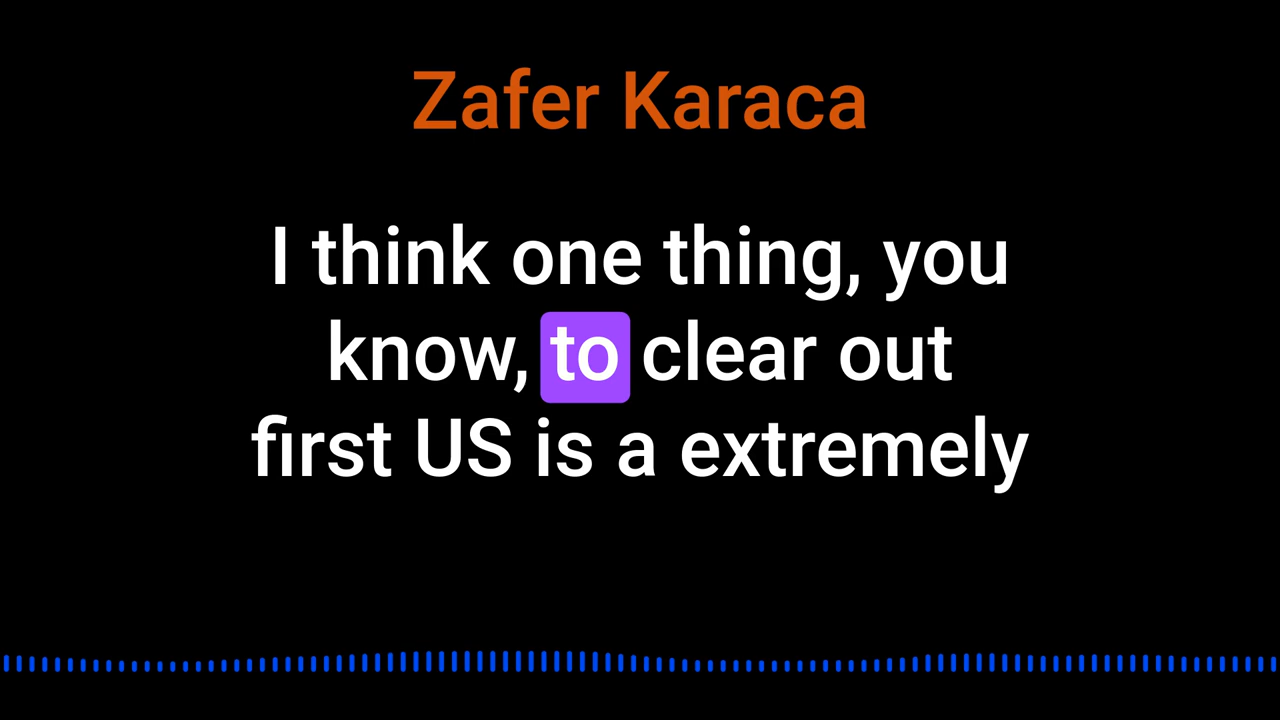 Zafer Karaca
I think one thing, you
know, to clear out
first US is a extremely